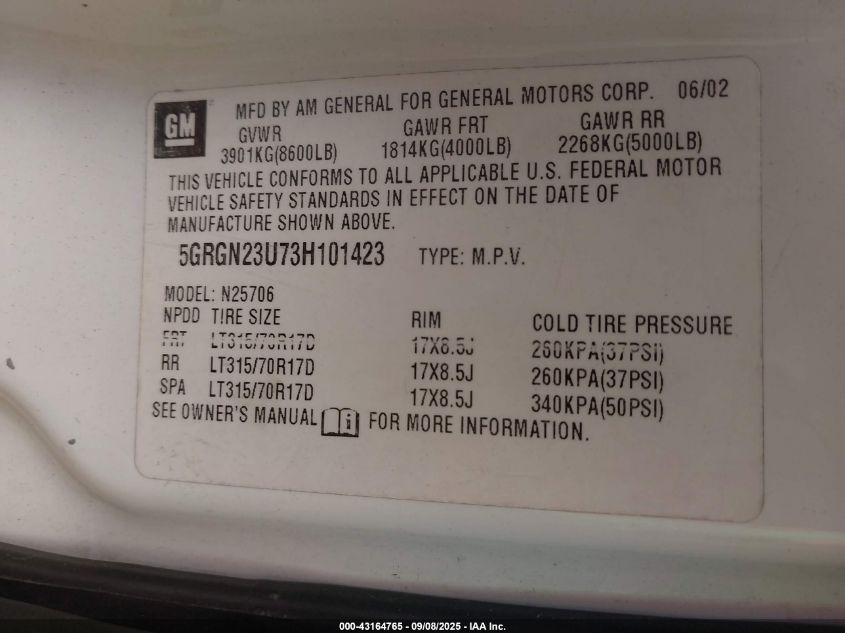 GM
MFD BY AM GENERAL FOR GENERAL MOTORS CORP. 06/02
GVWR GAWR FRT GAWR RR
3901KG(8600LB) 1814KG(4000LB) 2268KG(5000LB)
THIS VEHICLE CONFORMS TO ALL APPLICABLE U.S. FEDERAL MOTOR
VEHICLE SAFETY STANDARDS IN EFFECT ON THE DATE OF
MANUFACTURE SHOWN ABOVE.
5GRGN23U73H101423 TYPE: M.P.V.
MODEL: N25706
NPDD TIRE SIZE RIM COLD TIRE PRESSURE
FRT LT315/70R17D 17X8.5J 260KPA(37PSI)
RR LT315/70R17D 17X8.5J 260KPA(37PSI)
SPA LT315/70R17D 17X8.5J 340KPA(50PSI)
SEE OWNER'S MANUAL i FOR MORE INFORMATION.
000-43164765 - 09/08/2025 - IAA Inc.